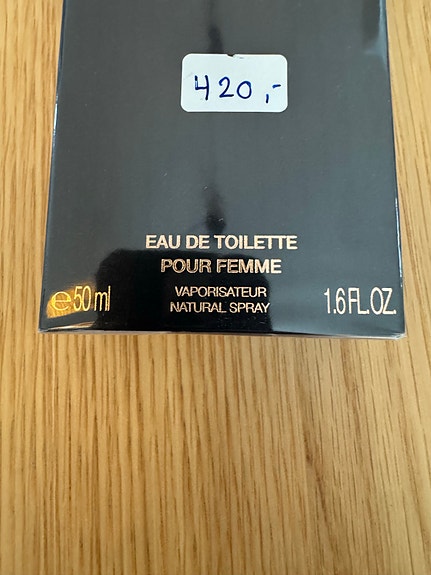 420,-
EAU DE TOILETTE
POUR FEMME
VAPORISATEUR
NATURAL SPRAY
℮50 ml
1.6 FL.OZ.